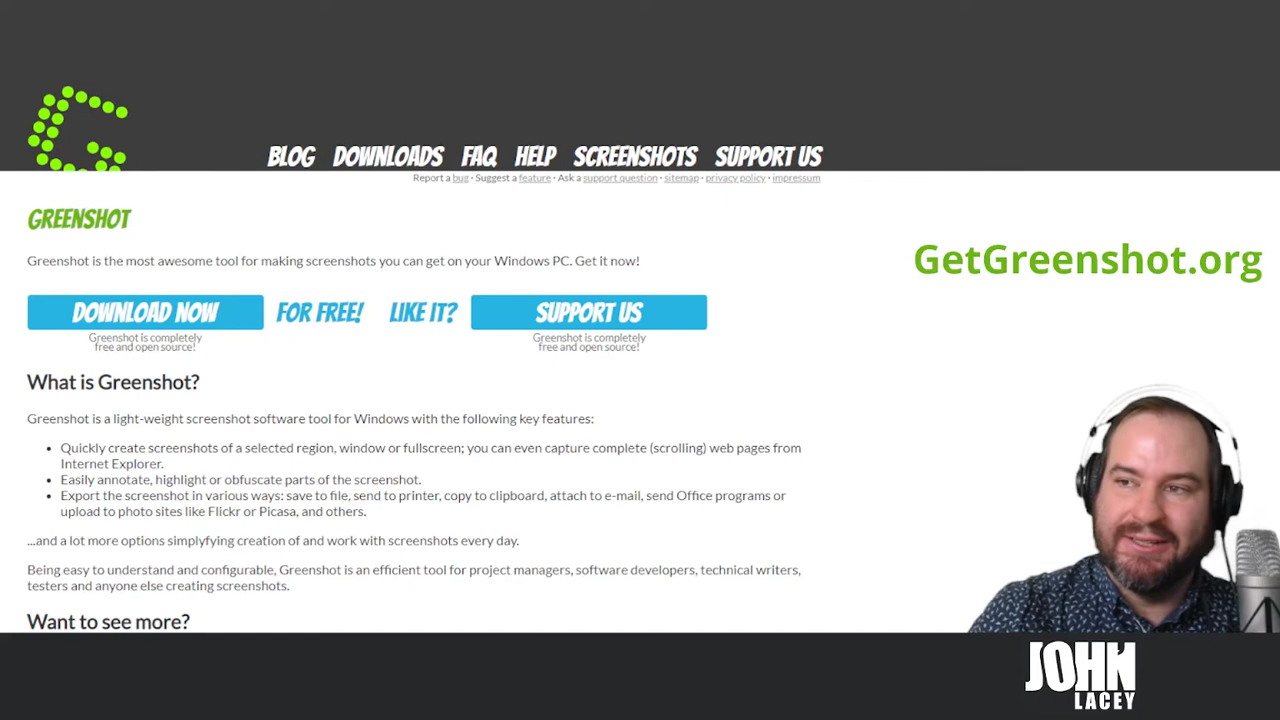 BLOG DOWNLOADS FAQ HELP SCREENSHOTS SUPPORT US
Report a bug · Suggest a feature · Ask a support question · sitemap · privacy policy · impressum
GREENSHOT
Greenshot is the most awesome tool for making screenshots you can get on your Windows PC. Get it now!
GetGreenshot.org
DOWNLOAD NOW FOR FREE! LIKE IT? SUPPORT US
Greenshot is completely
free and open source!
Greenshot is completely
free and open source!
What is Greenshot?
Greenshot is a light-weight screenshot software tool for Windows with the following key features:
• Quickly create screenshots of a selected region, window or fullscreen; you can even capture complete (scrolling) web pages from
Internet Explorer.
• Easily annotate, highlight or obfuscate parts of the screenshot.
• Export the screenshot in various ways: save to file, send to printer, copy to clipboard, attach to e-mail, send Office programs or
upload to photo sites like Flickr or Picasa, and others.
...and a lot more options simplyfying creation of and work with screenshots every day.
Being easy to understand and configurable, Greenshot is an efficient tool for project managers, software developers, technical writers,
testers and anyone else creating screenshots.
Want to see more?
JOHN
LACEY